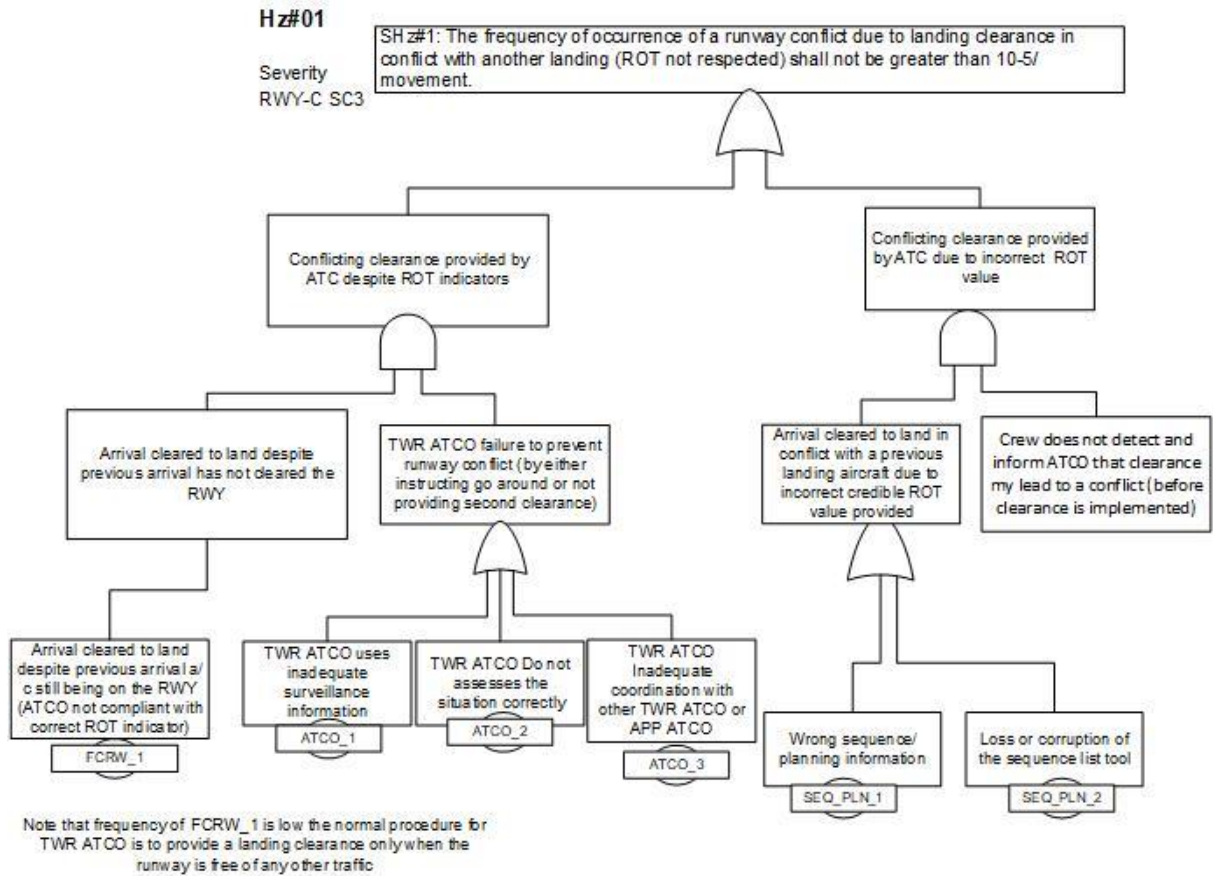 Hz#01
Severity
RWY-C SC3
SHz#1: The frequency of occurrence of a runway conflict due to landing clearance in
conflict with another landing (ROT not respected) shall not be greater than 10-5/
movement.
Conflicting clearance provided by
ATC despite ROT indicators
Conflicting clearance provided
by ATC due to incorrect ROT
value
Arrival cleared to land despite
previous arrival has not cleared the
RWY
TWR ATCO failure to prevent
runway conflict (by either
instructing go around or not
providing second clearance)
Arrival cleared to land in
conflict with a previous
landing aircraft due to
incorrect credible ROT
value provided
Crew does not detect and
inform ATCO that clearance
my lead to a conflict (before
clearance is implemented)
Arrival cleared to land
despite previous arrival a/
c still being on the RWY
(ATCO not compliant with
correct ROT indicator)
FCRW_1
TWR ATCO uses
inadequate
surveillance
information
ATCO_1
TWR ATCO Do not
assesses the
situation correctly
ATCO_2
TWR ATCO
Inadequate
coordination with
other TWR ATCO or
APP ATCO
ATCO_3
Wrong sequence/
planning information
SEQ_PLN_1
Loss or corruption of
the sequence list tool
SEQ_PLN_2
Note that frequency of FCRW_1 is low the normal procedure for
TWR ATCO is to provide a landing clearance only when the
runway is free of any other traffic